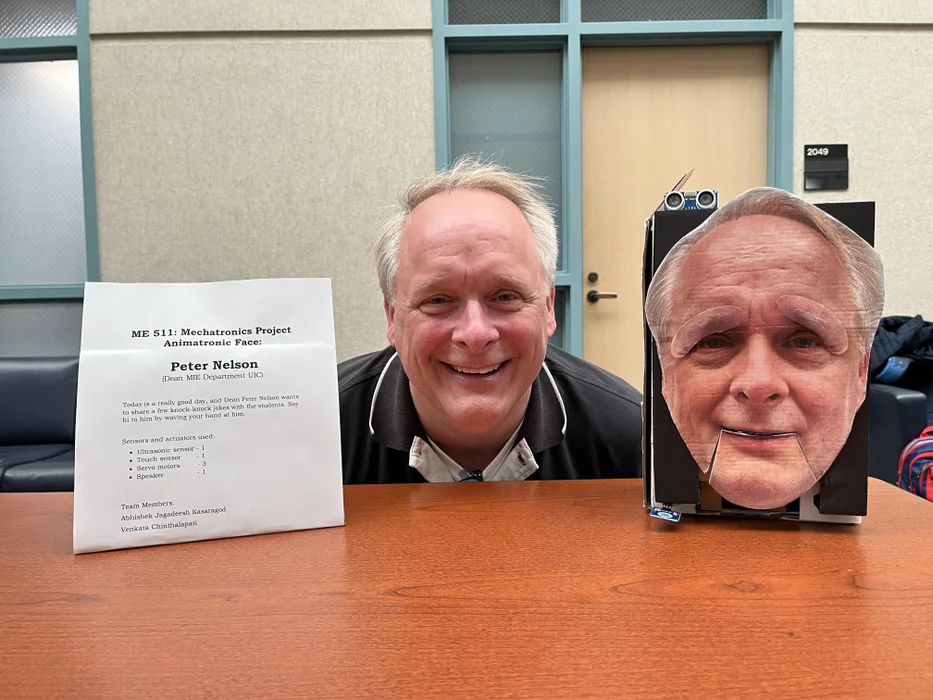 ME 511: Mechatronics Project
Animatronic Face:
Peter Nelson
(Dean MIE Department UIC)
Today is a really good day, and Dean Peter Nelson wants
to share a few knock-knock jokes with the students. Say
hi to him by waving your hand at him.
Sensors and actuators used:
• Ultrasonic sensor - 1
• Touch sensor - 1
• Servo motors - 3
• Speaker - 1
Team Members:
Abhishek Jagadeesh Kasaragod
Venkata Chinthalapati
2049